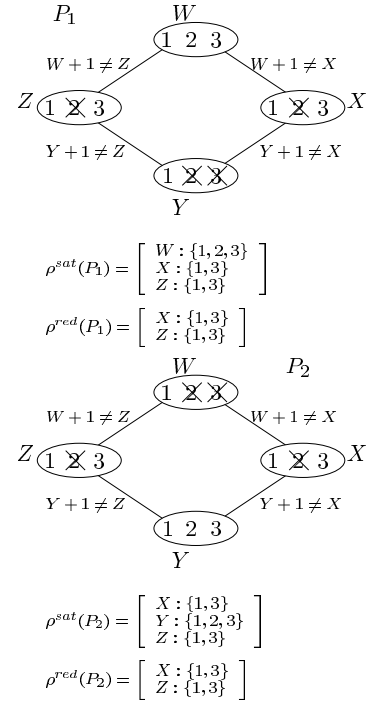 P₁ W
1 2 3
W + 1 ≠ Z W + 1 ≠ X
Z 1 2 3 1 2 3 X
Y + 1 ≠ Z Y + 1 ≠ X
1 2 3
Y
ρ^{sat}(P₁) = [ W : {1,2,3}
X : {1,3}
Z : {1,3} ]
ρ^{red}(P₁) = [ X : {1,3}
Z : {1,3} ]
W P₂
1 2 3
W + 1 ≠ Z W + 1 ≠ X
Z 1 2 3 1 2 3 X
Y + 1 ≠ Z Y + 1 ≠ X
1 2 3
Y
ρ^{sat}(P₂) = [ X : {1,3}
Y : {1,2,3}
Z : {1,3} ]
ρ^{red}(P₂) = [ X : {1,3}
Z : {1,3} ]